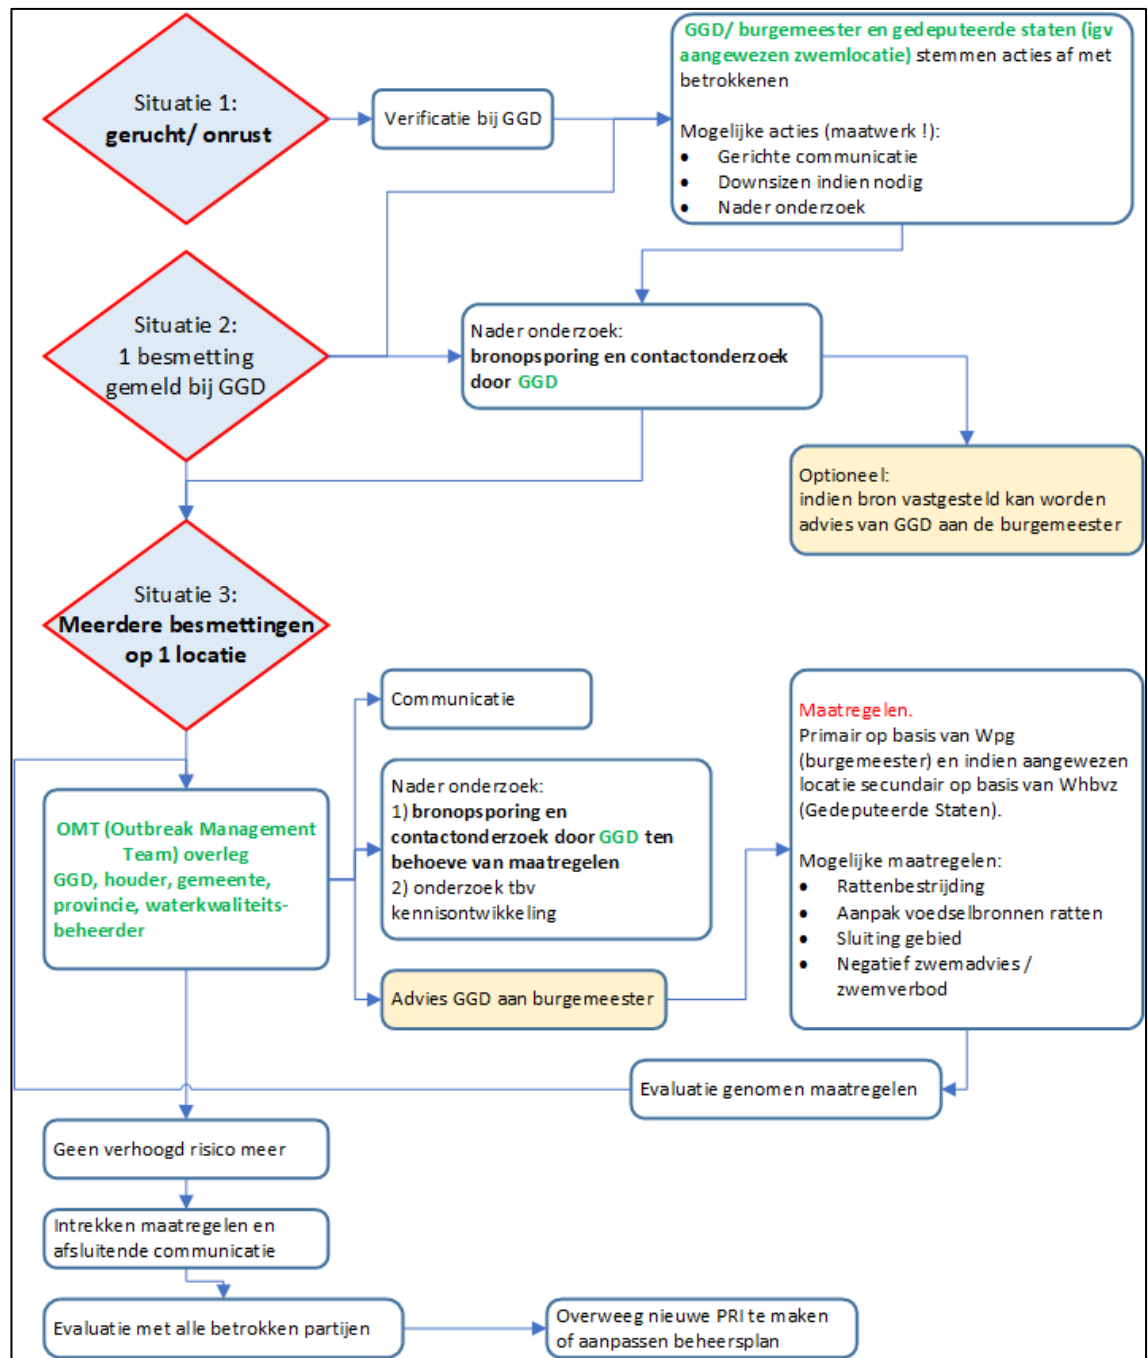 Situatie 1:
gerucht/ onrust
Verificatie bij GGD
GGD/ burgemeester en gedeputeerde staten (igv
aangewezen zwemlocatie) stemmen acties af met
betrokkenen
Mogelijke acties (maatwerk !):
• Gerichte communicatie
• Downsizen indien nodig
• Nader onderzoek
Situatie 2:
1 besmetting
gemeld bij GGD
Nader onderzoek:
bronopsporing en contactonderzoek
door GGD
Optioneel:
indien bron vastgesteld kan worden
advies van GGD aan de burgemeester
Situatie 3:
Meerdere besmettingen
op 1 locatie
Communicatie
OMT (Outbreak Management
Team) overleg
GGD, houder, gemeente,
provincie, waterkwaliteits-
beheerder
Nader onderzoek:
1) bronopsporing en
contactonderzoek door GGD ten
behoeve van maatregelen
2) onderzoek tbv
kennisontwikkeling
Advies GGD aan burgemeester
Maatregelen.
Primair op basis van Wpg
(burgemeester) en indien aangewezen
locatie secundair op basis van Whbvz
(Gedeputeerde Staten).
Mogelijke maatregelen:
• Rattenbestrijding
• Aanpak voedselbronnen ratten
• Sluiting gebied
• Negatief zwemadvies /
zwemverbod
Evaluatie genomen maatregelen
Geen verhoogd risico meer
Intrekken maatregelen en
afsluitende communicatie
Evaluatie met alle betrokken partijen
Overweeg nieuwe PRI te maken
of aanpassen beheersplan